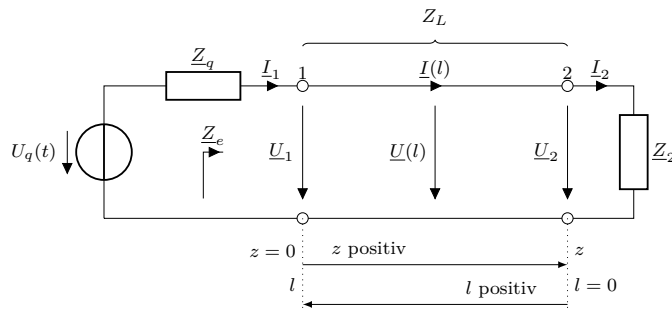 Z_L
Z_q I_1 1 I(l) 2 I_2
U_q(t) Z_e U_1 U(l) U_2 Z_2
z = 0 z positiv z
l l positiv l = 0